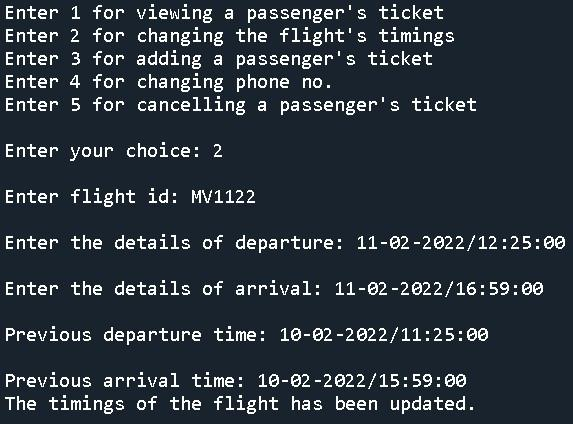 Enter 1 for viewing a passenger's ticket
Enter 2 for changing the flight's timings
Enter 3 for adding a passenger's ticket
Enter 4 for changing phone no.
Enter 5 for cancelling a passenger's ticket
Enter your choice: 2
Enter flight id: MV1122
Enter the details of departure: 11-02-2022/12:25:00
Enter the details of arrival: 11-02-2022/16:59:00
Previous departure time: 10-02-2022/11:25:00
Previous arrival time: 10-02-2022/15:59:00
The timings of the flight has been updated.